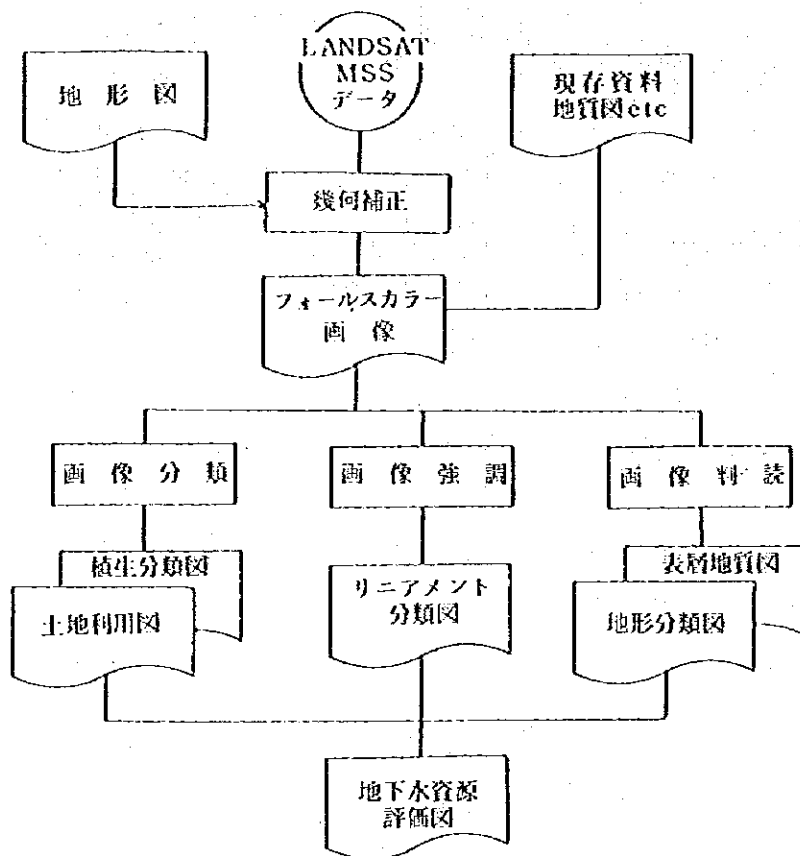 LANDSAT
MSS
データ
地形図
現存資料
地質図etc
幾何補正
フォールスカラー
画像
画像分類
画像強調
画像判読
植生分類図
土地利用図
リニアメント
分類図
表層地質図
地形分類図
地下水資源
評価図